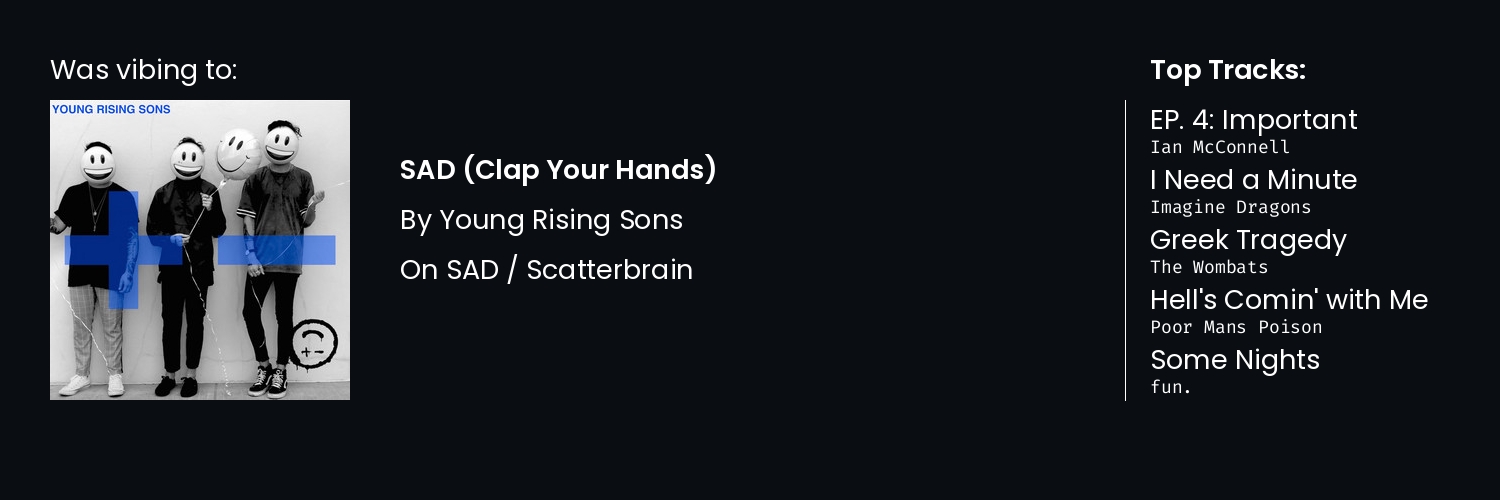 Was vibing to:
YOUNG RISING SONS
SAD (Clap Your Hands)
By Young Rising Sons
On SAD / Scatterbrain
Top Tracks:
EP. 4: Important
Ian McConnell
I Need a Minute
Imagine Dragons
Greek Tragedy
The Wombats
Hell's Comin' with Me
Poor Mans Poison
Some Nights
fun.